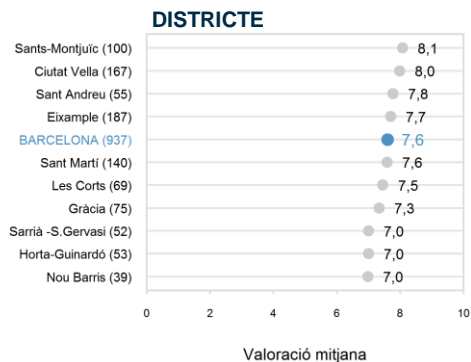 DISTRICTE
Sants-Montjuïc (100) 8,1
Ciutat Vella (167) 8,0
Sant Andreu (55) 7,8
Eixample (187) 7,7
BARCELONA (937) 7,6
Sant Martí (140) 7,6
Les Corts (69) 7,5
Gràcia (75) 7,3
Sarrià -S.Gervasi (52) 7,0
Horta-Guinardó (53) 7,0
Nou Barris (39) 7,0
0 2 4 6 8 10
Valoració mitjana